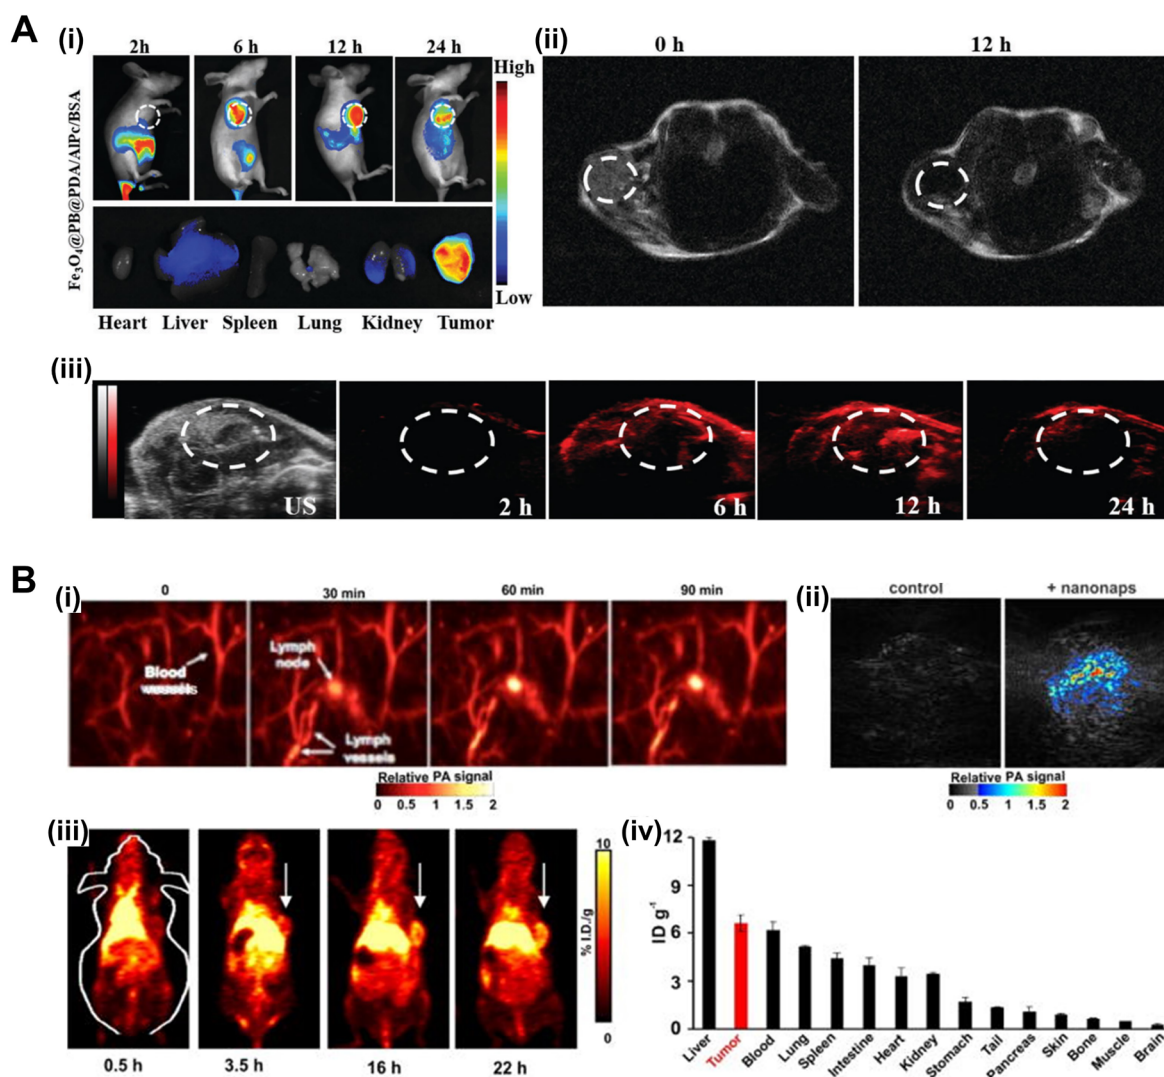 A
(i)
2h 6 h 12 h 24 h
High
Fe₃O₄@PB@PDA/AlPc/BSA
Low
Heart Liver Spleen Lung Kidney Tumor
(ii)
0 h 12 h
(iii)
US 2 h 6 h 12 h 24 h
B
(i)
0 30 min 60 min 90 min
Blood
vessels
Lymph
node
Lymph
vessels
Relative PA signal
0 0.5 1 1.5 2
(ii)
control + nanonaps
Relative PA signal
0 0.5 1 1.5 2
(iii)
10
% I.D./g
0
0.5 h 3.5 h 16 h 22 h
(iv)
12
9
6
3
0
ID g⁻¹
Liver Tumor Blood Lung Spleen Intestine Heart Kidney Stomach Tail Pancreas Skin Bone Muscle Brain